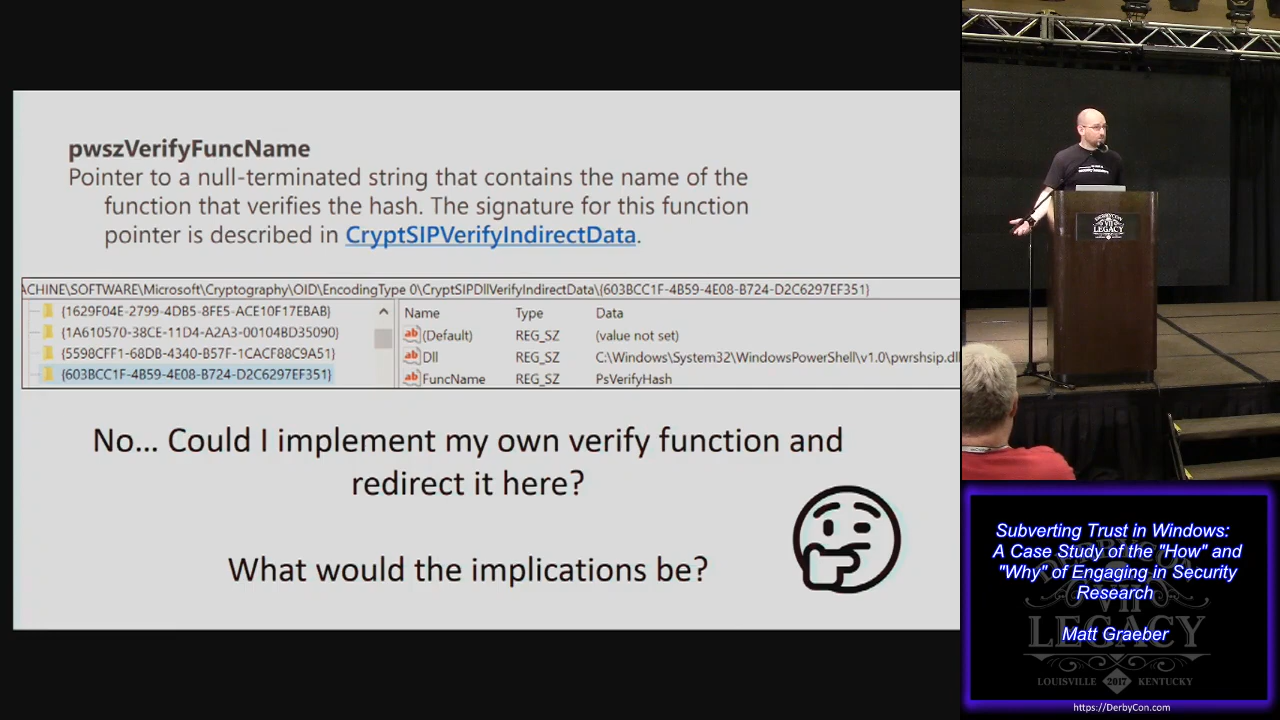 pwszVerifyFuncName
Pointer to a null-terminated string that contains the name of the
function that verifies the hash. The signature for this function
pointer is described in CryptSIPVerifyIndirectData.
ACHINE\SOFTWARE\Microsoft\Cryptography\OID\EncodingType 0\CryptSIPDllVerifyIndirectData\{603BCC1F-4B59-4E08-B724-D2C6297EF351}
{1629F04E-2799-4DB5-8FE5-ACE10F17EBAB}
{1A610570-38CE-11D4-A2A3-00104BD35090}
{5598CFF1-68DB-4340-B57F-1CACF88C9A51}
{603BCC1F-4B59-4E08-B724-D2C6297EF351}
Name Type Data
(Default) REG_SZ (value not set)
Dll REG_SZ C:\Windows\System32\WindowsPowerShell\v1.0\pwrshsip.dll
FuncName REG_SZ PsVerifyHash
No... Could I implement my own verify function and
redirect it here?
What would the implications be?
DERBYCON
VII
LEGACY
Subverting Trust in Windows:
A Case Study of the "How" and
"Why" of Engaging in Security
Research
Matt Graeber
VII
LEGACY
LOUISVILLE 2017 KENTUCKY
https://DerbyCon.com